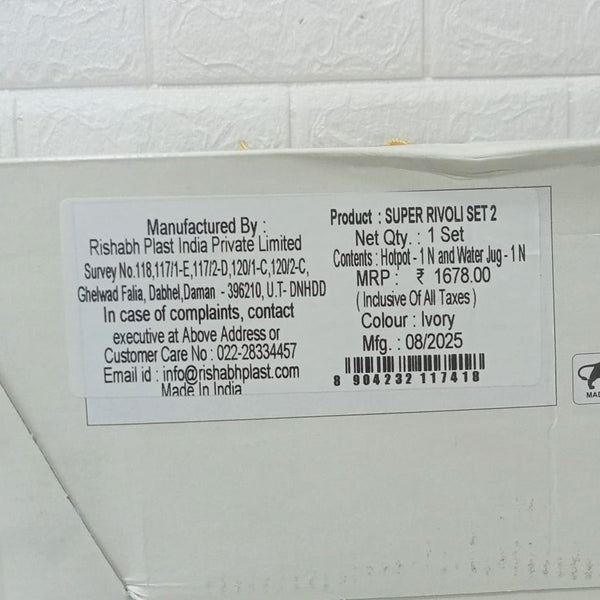 Manufactured By :
Rishabh Plast India Private Limited
Survey No.118,117/1-E,117/2-D,120/1-C,120/2-C,
Ghelwad Falia, Dabhel,Daman - 396210, U.T- DNHDD
In case of complaints, contact
executive at Above Address or
Customer Care No : 022-28334457
Email id : info@rishabhplast.com
Made In India
Product : SUPER RIVOLI SET 2
Net Qty. : 1 Set
Contents : Hotpot - 1 N and Water Jug - 1 N
MRP : ₹ 1678.00
( Inclusive Of All Taxes )
Colour : Ivory
Mfg. : 08/2025
8 904232 117418